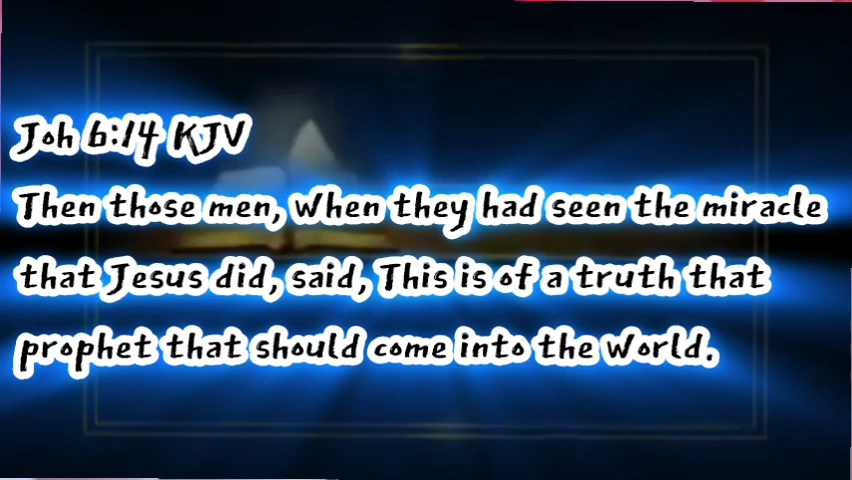 Joh 6:14 KJV
Then those men, when they had seen the miracle
that Jesus did, said, This is of a truth that
prophet that should come into the world.